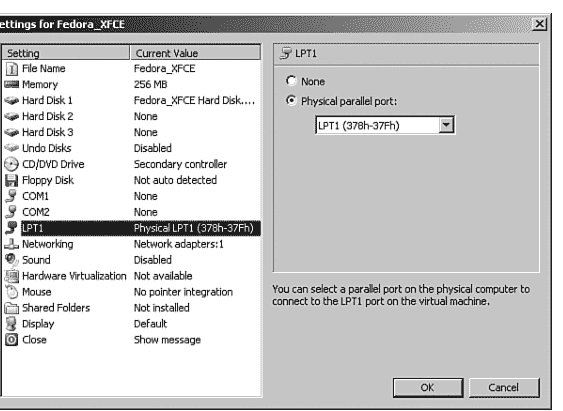 ettings for Fedora_XFCE
Setting Current Value
File Name Fedora_XFCE
Memory 256 MB
Hard Disk 1 Fedora_XFCE Hard Disk....
Hard Disk 2 None
Hard Disk 3 None
Undo Disks Disabled
CD/DVD Drive Secondary controller
Floppy Disk Not auto detected
COM1 None
COM2 None
LPT1 Physical LPT1 (378h-37Fh)
Networking Network adapters:1
Sound Disabled
Hardware Virtualization Not available
Mouse No pointer integration
Shared Folders Not installed
Display Default
Close Show message
LPT1
None
Physical parallel port:
LPT1 (378h-37Fh)
You can select a parallel port on the physical computer to
connect to the LPT1 port on the virtual machine.
OK Cancel